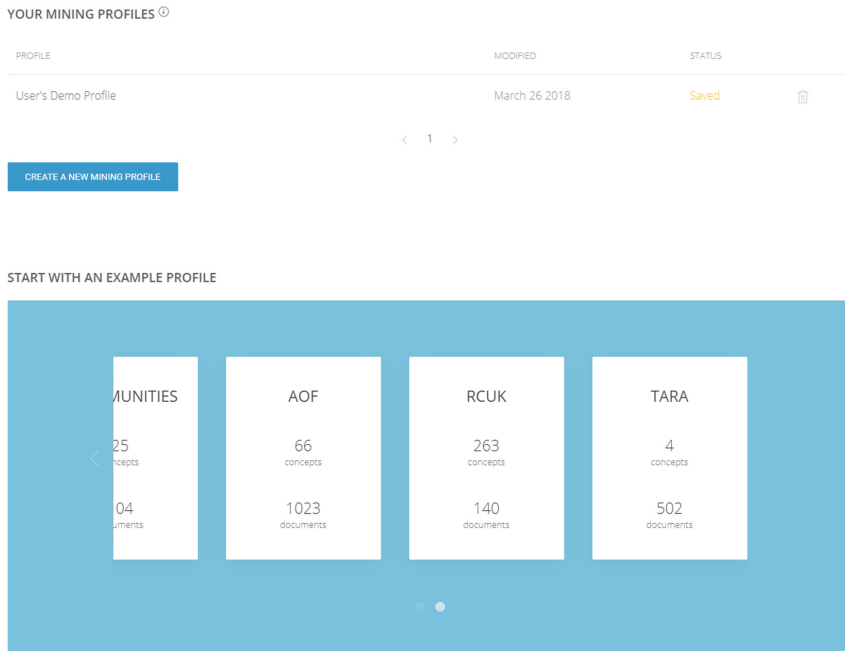 YOUR MINING PROFILES
PROFILE MODIFIED STATUS
User's Demo Profile March 26 2018 Saved
1
CREATE A NEW MINING PROFILE
START WITH AN EXAMPLE PROFILE
MUNITIES AOF RCUK TARA
25 66 263 4
ncepts concepts concepts concepts
04 1023 140 502
uments documents documents documents